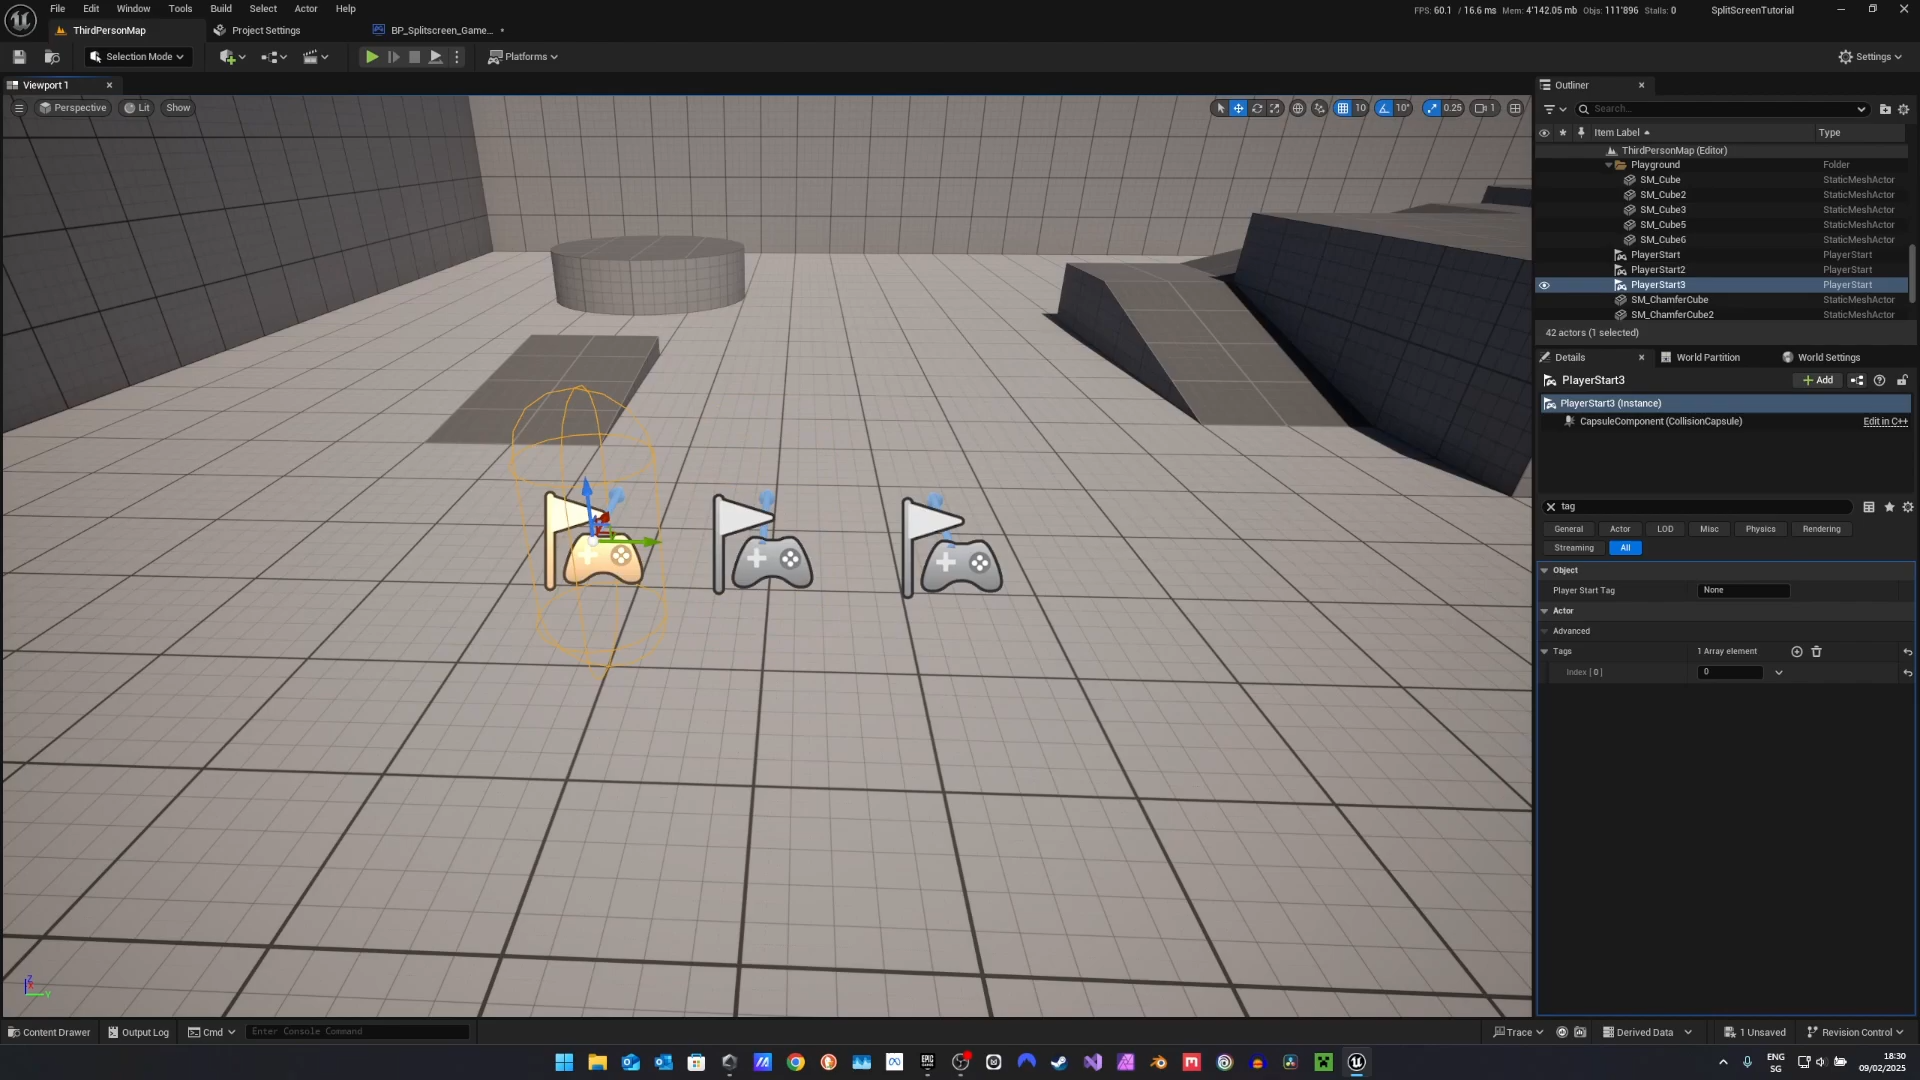 File Edit Window Tools Build Select Actor Help
FPS: 60.1 / 16.6 ms Mem: 4'142.05 mb Objs: 111'896 Stalls: 0 SplitScreenTutorial
ThirdPersonMap Project Settings BP_Splitscreen_Game...
Selection Mode Platforms Settings
Viewport 1
Perspective Lit Show 10 10° 0.25 1
Outliner
Search...
Item Label Type
ThirdPersonMap (Editor)
Playground Folder
SM_Cube StaticMeshActor
SM_Cube2 StaticMeshActor
SM_Cube3 StaticMeshActor
SM_Cube5 StaticMeshActor
SM_Cube6 StaticMeshActor
PlayerStart PlayerStart
PlayerStart2 PlayerStart
PlayerStart3 PlayerStart
SM_ChamferCube StaticMeshActor
SM_ChamferCube2 StaticMeshActor
42 actors (1 selected)
Details World Partition World Settings
PlayerStart3 Add
PlayerStart3 (Instance)
CapsuleComponent (CollisionCapsule) Edit in C++
tag
General Actor LOD Misc Physics Rendering
Streaming All
Object
Player Start Tag None
Actor
Advanced
Tags 1 Array element
Index [ 0 ] 0
Z
Y
Content Drawer Output Log Cmd Enter Console Command Trace Derived Data 1 Unsaved Revision Control
EPIC
GAMES
M
ENG
SG
18:30
09/02/2025